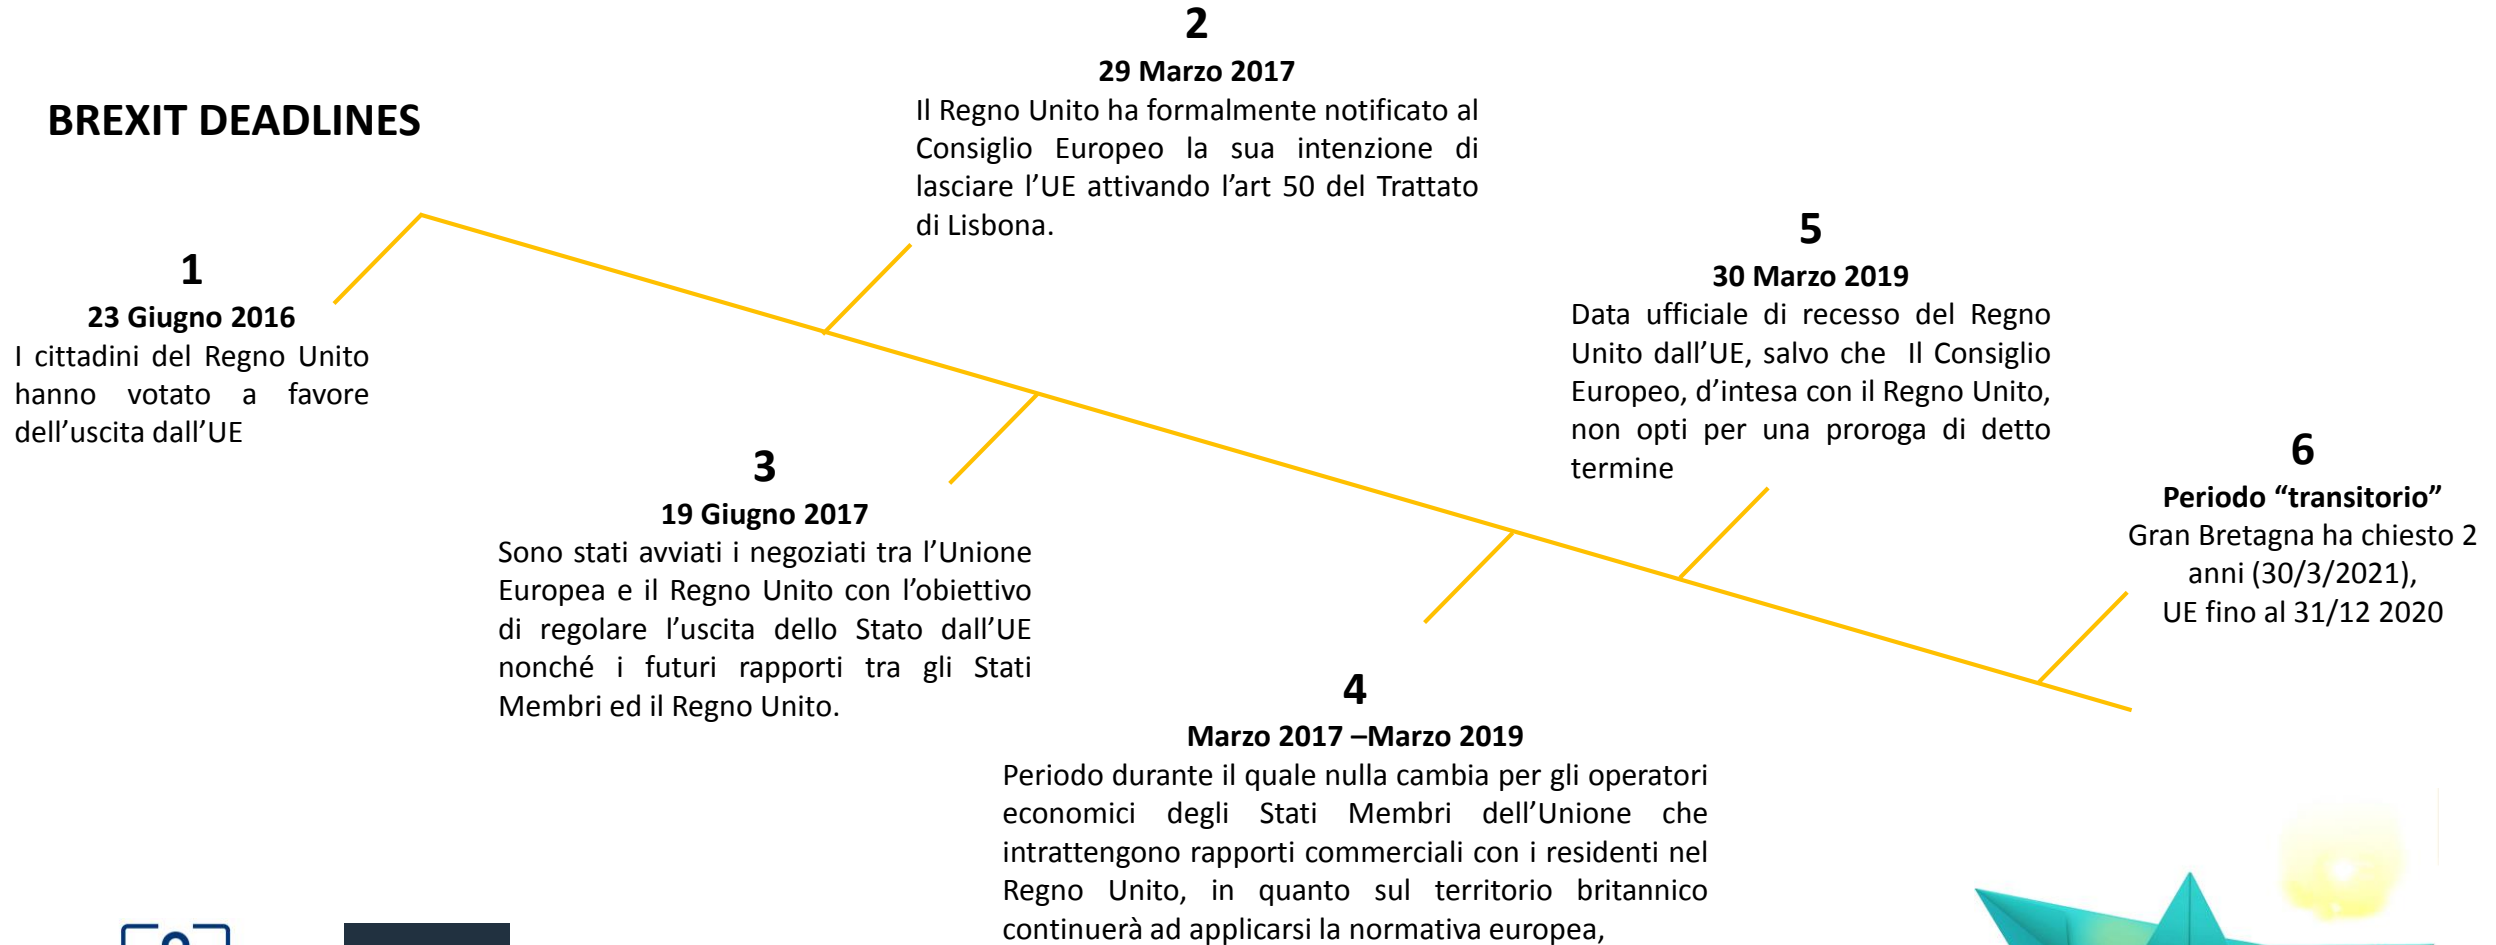 BREXIT DEADLINES
1
23 Giugno 2016
I cittadini del Regno Unito
hanno votato a favore
dell’uscita dall’UE
2
29 Marzo 2017
Il Regno Unito ha formalmente notificato al
Consiglio Europeo la sua intenzione di
lasciare l’UE attivando l’art 50 del Trattato
di Lisbona.
3
19 Giugno 2017
Sono stati avviati i negoziati tra l’Unione
Europea e il Regno Unito con l’obiettivo
di regolare l’uscita dello Stato dall’UE
nonché i futuri rapporti tra gli Stati
Membri ed il Regno Unito.
4
Marzo 2017 –Marzo 2019
Periodo durante il quale nulla cambia per gli operatori
economici degli Stati Membri dell’Unione che
intrattengono rapporti commerciali con i residenti nel
Regno Unito, in quanto sul territorio britannico
continuerà ad applicarsi la normativa europea,
5
30 Marzo 2019
Data ufficiale di recesso del Regno
Unito dall’UE, salvo che Il Consiglio
Europeo, d’intesa con il Regno Unito,
non opti per una proroga di detto
termine
6
Periodo “transitorio”
Gran Bretagna ha chiesto 2
anni (30/3/2021),
UE fino al 31/12 2020